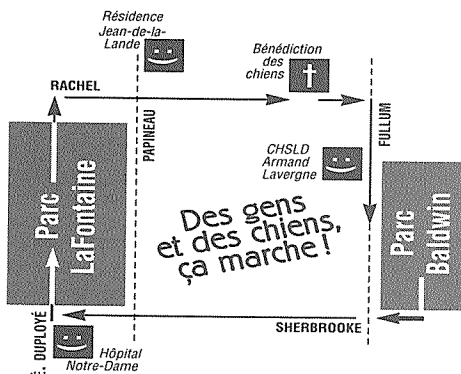 Résidence
Jean-de-la-
Lande
Bénédiction
des
chiens
RACHEL
PAPINEAU
FULLUM
CHSLD
Armand
Lavergne
Parc
LaFontaine
Des gens
et des chiens,
ça marche !
Parc
Baldwin
SHERBROOKE
É. DUPLOYÉ
Hôpital
Notre-Dame